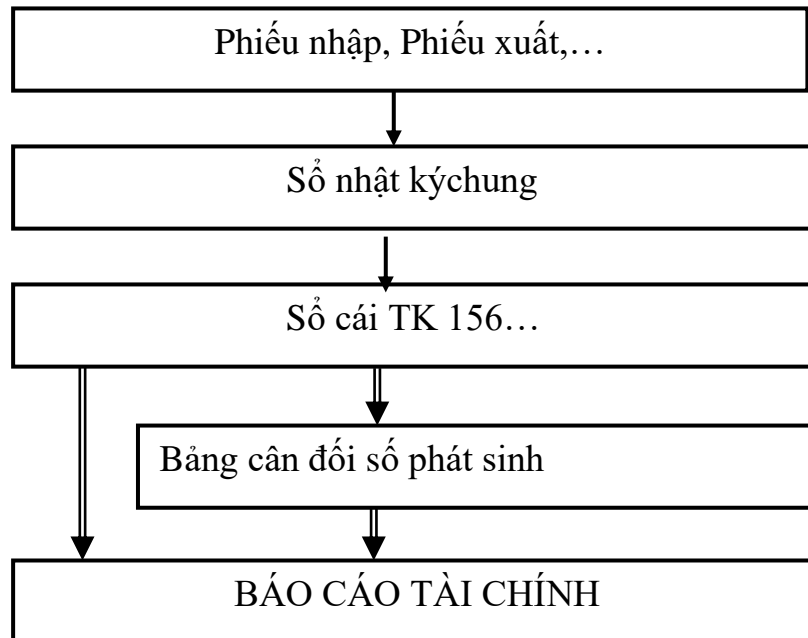 Phiếu nhập, Phiếu xuất,…
Sổ nhật kýchung
Sổ cái TK 156…
Bảng cân đối số phát sinh
BÁO CÁO TÀI CHÍNH